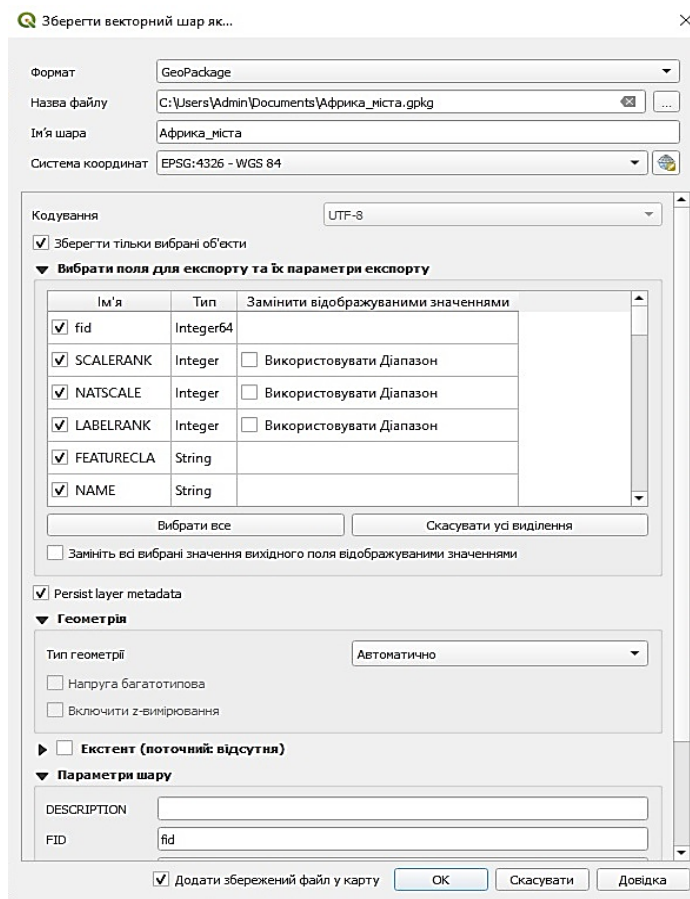 Зберегти векторний шар як...
Формат GeoPackage
Назва файлу C:\Users\Admin\Documents\Африка_міста.gpkg ...
Ім'я шара Африка_міста
Система координат EPSG:4326 - WGS 84
Кодування UTF-8
Зберегти тільки вибрані об'єкти
Вибрати поля для експорту та їх параметри експорту
Ім'я Тип Замінити відображуваними значеннями
fid Integer64
SCALERANK Integer Використовувати Діапазон
NATSCALE Integer Використовувати Діапазон
LABELRANK Integer Використовувати Діапазон
FEATURECLA String
NAME String
Вибрати все Скасувати усі виділення
Замініть всі вибрані значення вихідного поля відображуваними значеннями
Persist layer metadata
Геометрія
Тип геометрії Автоматично
Напруга багатотипова
Включити z-вимірювання
Екстент (поточний: відсутня)
Параметри шару
DESCRIPTION
FID fid
Додати збережений файл у карту OK Скасувати Довідка